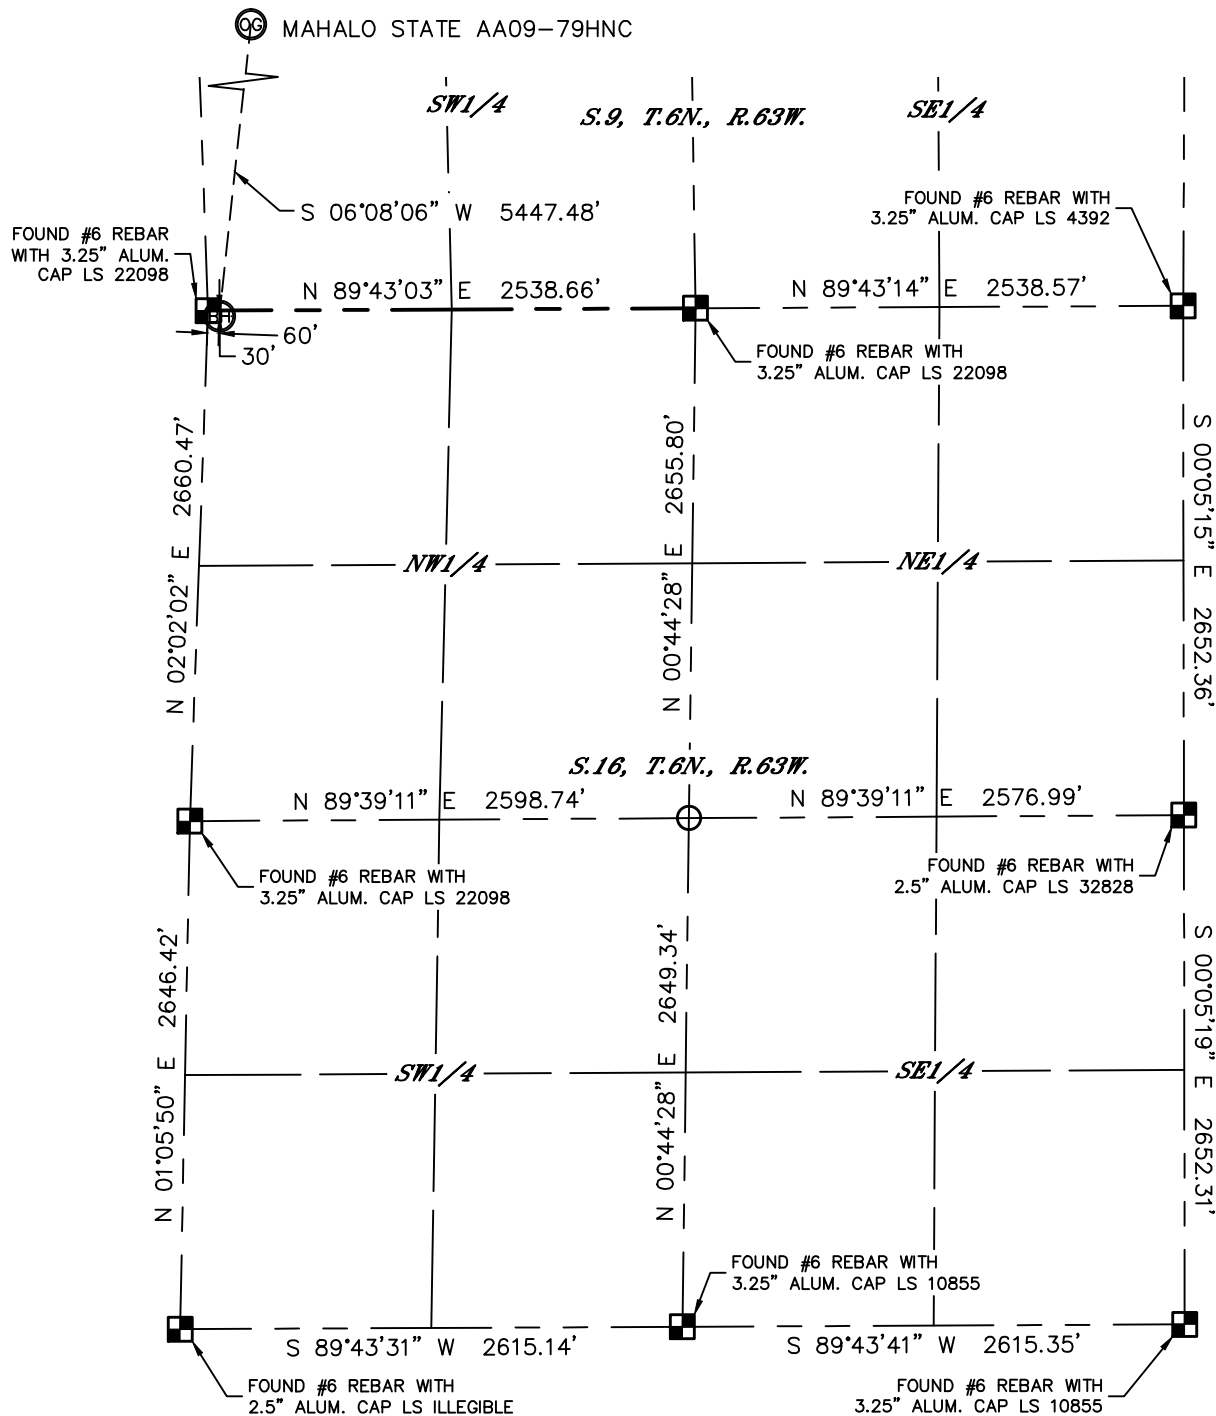 OG MAHALO STATE AA09-79HNC
SW1/4
S.9, T.6N., R.63W.
SE1/4
S 06°08'06" W 5447.48'
FOUND #6 REBAR WITH
3.25" ALUM. CAP LS 4392
FOUND #6 REBAR
WITH 3.25" ALUM.
CAP LS 22098
N 89°43'03" E 2538.66'
N 89°43'14" E 2538.57'
BH
60'
30'
FOUND #6 REBAR WITH
3.25" ALUM. CAP LS 22098
N 02°02'02" E 2660.47'
N 00°44'28" E 2655.80'
S 00°05'15" E 2652.36'
NW1/4
NE1/4
S.16, T.6N., R.63W.
N 89°39'11" E 2598.74'
N 89°39'11" E 2576.99'
FOUND #6 REBAR WITH
3.25" ALUM. CAP LS 22098
FOUND #6 REBAR WITH
2.5" ALUM. CAP LS 32828
N 01°05'50" E 2646.42'
N 00°44'28" E 2649.34'
S 00°05'19" E 2652.31'
SW1/4
SE1/4
FOUND #6 REBAR WITH
3.25" ALUM. CAP LS 10855
S 89°43'31" W 2615.14'
S 89°43'41" W 2615.35'
FOUND #6 REBAR WITH
2.5" ALUM. CAP LS ILLEGIBLE
FOUND #6 REBAR WITH
3.25" ALUM. CAP LS 10855